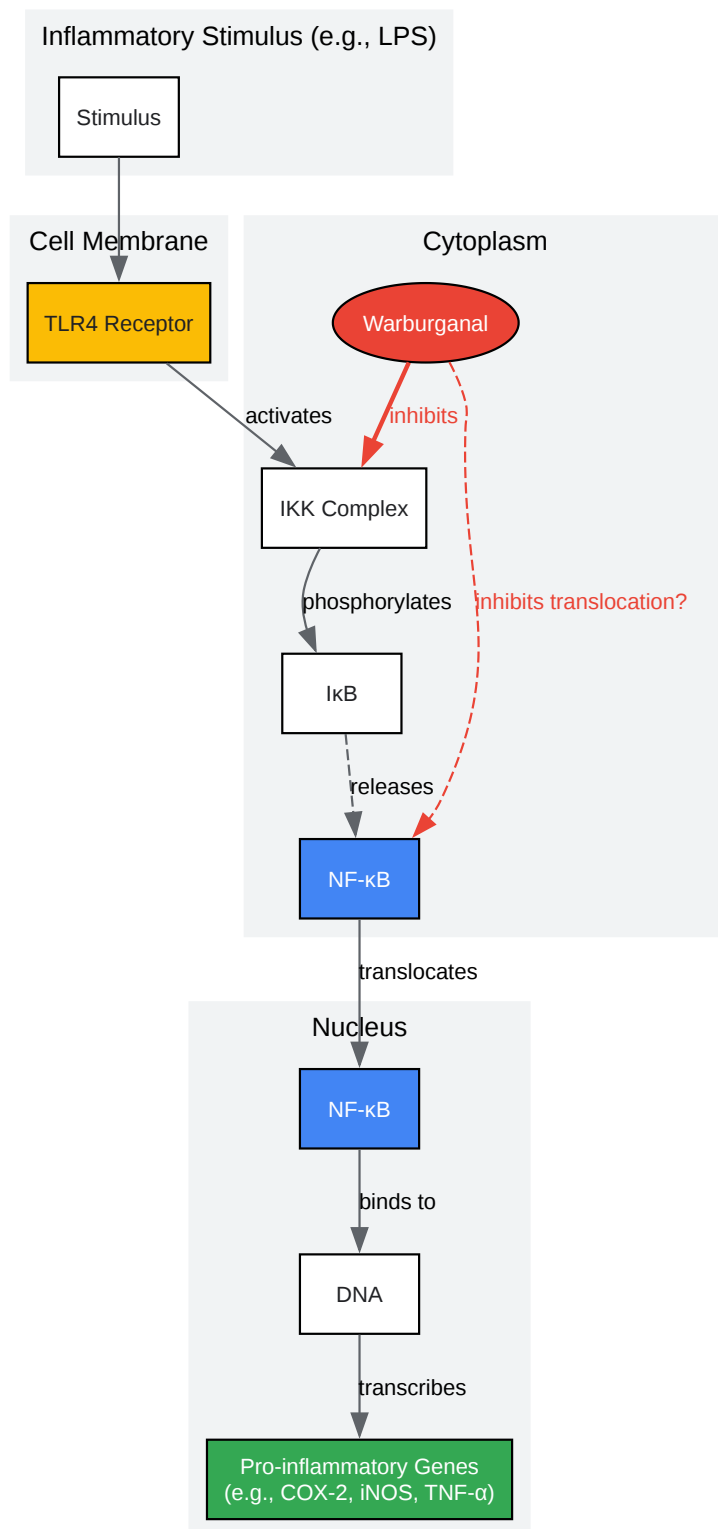 Inflammatory Stimulus (e.g., LPS)
Stimulus
Cell Membrane
Cytoplasm
TLR4 Receptor
Warburganal
activates
inhibits
IKK Complex
phosphorylates
inhibits translocation?
IκB
releases
NF-κB
translocates
Nucleus
NF-κB
binds to
DNA
transcribes
Pro-inflammatory Genes
(e.g., COX-2, iNOS, TNF-α)